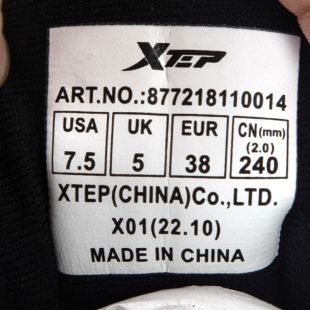 XTEP
ART.NO.:877218110014
USA UK EUR CN(mm)
(2.0)
7.5 5 38 240
XTEP(CHINA)Co.,LTD.
X01(22.10)
MADE IN CHINA